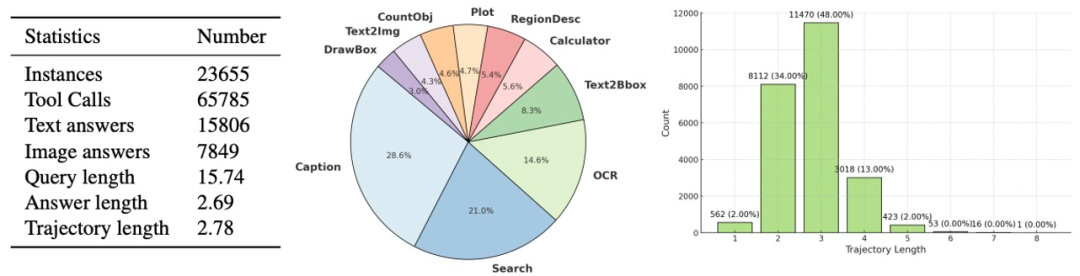 Statistics Number
Instances 23655
Tool Calls 65785
Text answers 15806
Image answers 7849
Query length 15.74
Answer length 2.69
Trajectory length 2.78
Plot
CountObj
RegionDesc
Text2Img
Calculator
DrawBox
Text2Bbox
Caption
OCR
Search
4.6%
4.7%
5.4%
4.3%
5.6%
3.0%
8.3%
28.6%
14.6%
21.0%
12000
10000
8000
6000
4000
2000
0
Count
562 (2.00%)
8112 (34.00%)
11470 (48.00%)
3018 (13.00%)
423 (2.00%)
53 (0.00%)
16 (0.00%)
1 (0.00%)
1 2 3 4 5 6 7 8
Trajectory Length